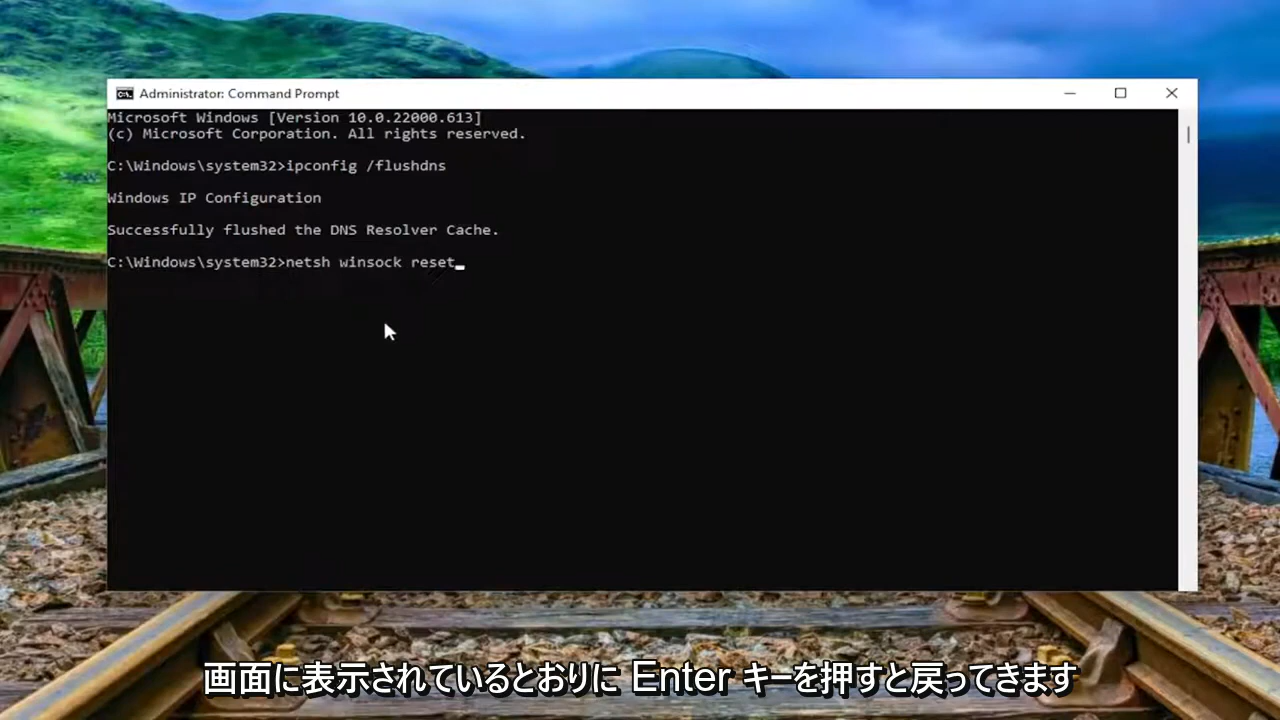 Administrator: Command Prompt
Microsoft Windows [Version 10.0.22000.613]
(c) Microsoft Corporation. All rights reserved.
C:\Windows\system32>ipconfig /flushdns
Windows IP Configuration
Successfully flushed the DNS Resolver Cache.
C:\Windows\system32>netsh winsock reset
画面に表示されているとおりに Enter キーを押すと戻ってきます